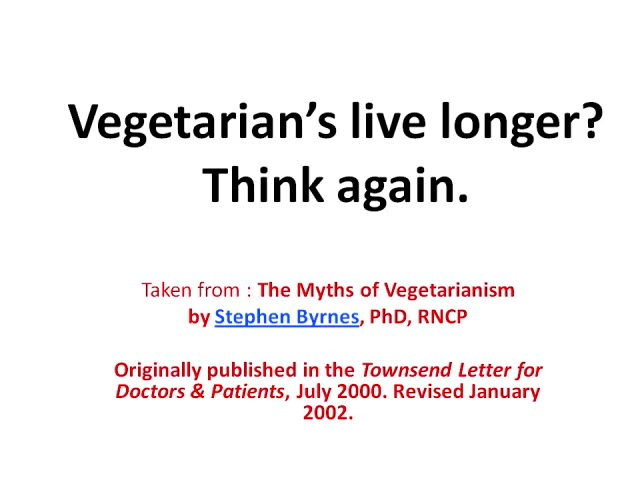 Vegetarian’s live longer?
Think again.
Taken from : The Myths of Vegetarianism
by Stephen Byrnes, PhD, RNCP
Originally published in the Townsend Letter for
Doctors & Patients, July 2000. Revised January
2002.